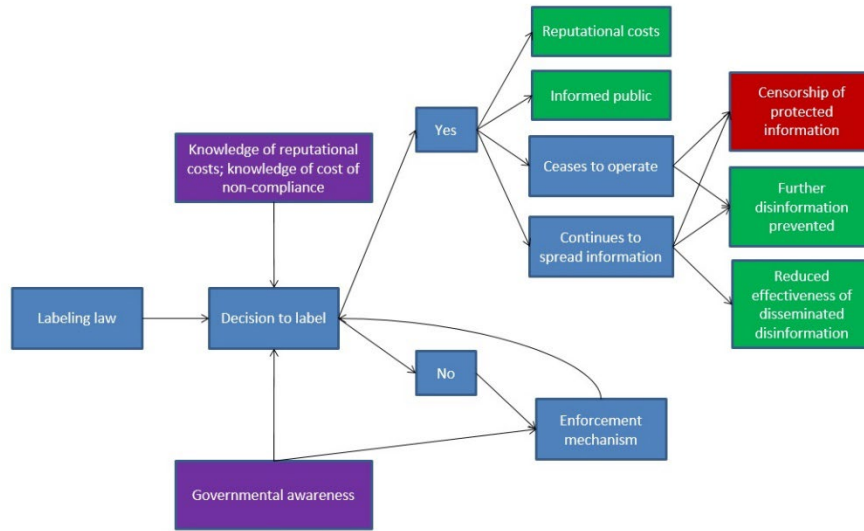 Reputational costs
Informed public
Yes
Censorship of
protected
information
Knowledge of reputational
costs; knowledge of cost of
non-compliance
Ceases to operate
Further
disinformation
prevented
Continues to
spread information
Labeling law
Decision to label
Reduced
effectiveness of
disseminated
disinformation
No
Enforcement
mechanism
Governmental awareness